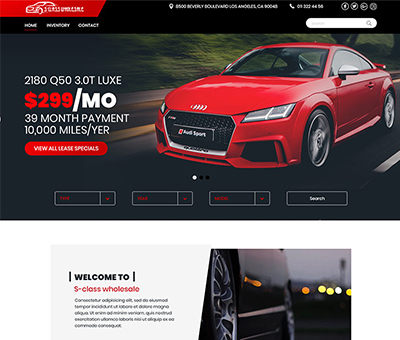 S-CLASS WHOLESALE
8500 BEVERLY BOULEVARD LOS ANGELES, CA 90048
011 322 44 56
HOME
INVENTORY
CONTACT
Search
2180 Q50 3.0T LUXE
$299/MO
39 MONTH PAYMENT
10,000 MILES/YER
VIEW ALL LEASE SPECIALS
Audi Sport
TYPE
MAKE
MODEL
Search
WELCOME TO
S-class wholesale
Consectetur adipisicing elit, sed do eiusmod
tempor incididunt ut labore et dolore magna
aliqua. Ut enim ad minim veniam, quis nostrud
exercitation ullamco laboris nisi ut aliquip ex ea
commodo consequat.